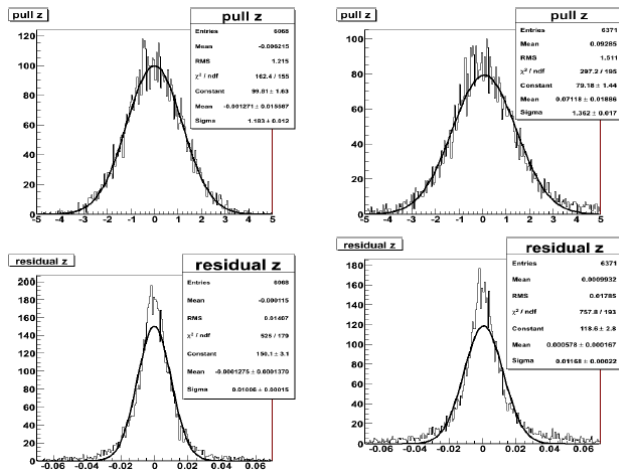 pull z
pull z
Entries 6068
Mean -0.006215
RMS 1.215
χ² / ndf 162.4 / 155
Constant 99.81 ± 1.63
Mean -0.001271 ± 0.015587
Sigma 1.183 ± 0.012
120
100
80
60
40
20
0
-5 -4 -3 -2 -1 0 1 2 3 4 5
pull z
pull z
Entries 6371
Mean 0.09285
RMS 1.511
χ² / ndf 297.2 / 195
Constant 79.18 ± 1.44
Mean 0.07118 ± 0.01886
Sigma 1.362 ± 0.017
100
80
60
40
20
0
-5 -4 -3 -2 -1 0 1 2 3 4 5
residual z
residual z
Entries 6068
Mean -0.000115
RMS 0.01407
χ² / ndf 525 / 179
Constant 150.1 ± 3.1
Mean -0.0001275 ± 0.0001370
Sigma 0.01006 ± 0.00015
200
180
160
140
120
100
80
60
40
20
0
-0.06 -0.04 -0.02 0 0.02 0.04 0.06
residual z
residual z
Entries 6371
Mean 0.0009932
RMS 0.01785
χ² / ndf 757.8 / 193
Constant 118.6 ± 2.8
Mean 0.000578 ± 0.000167
Sigma 0.01168 ± 0.00022
180
160
140
120
100
80
60
40
20
0
-0.06 -0.04 -0.02 0 0.02 0.04 0.06